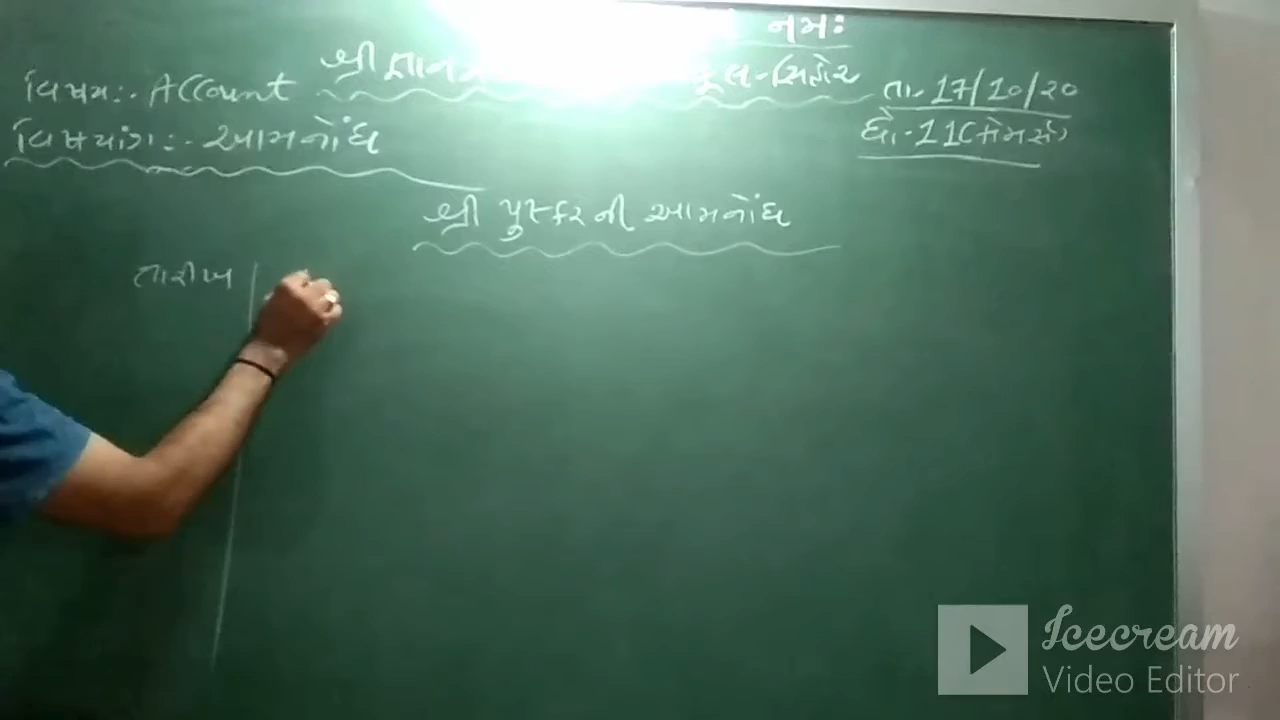 નમઃ
શ્રી જ્ઞાન સ્કૂલ-સિહોર
વિષય:- Account
તા.-17/10/20
વિષયાંગ:- આમનોંધ
ધો.-11(કોમર્સ)
શ્રી પુષ્કરની આમનોંધ
તારીખ
Icecream
Video Editor